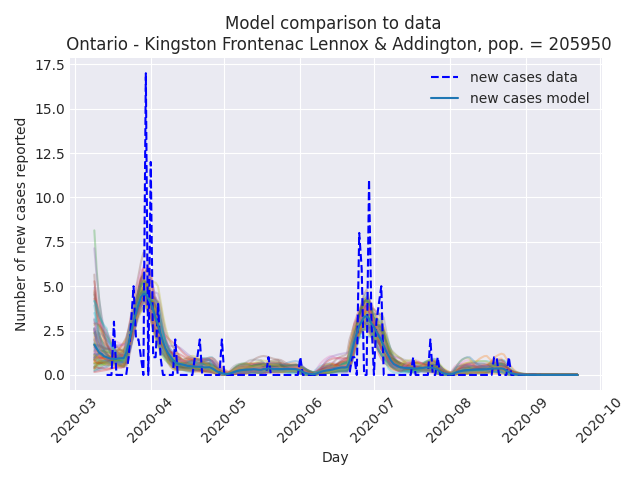 Model comparison to data
Ontario - Kingston Frontenac Lennox & Addington, pop. = 205950
17.5
15.0
12.5
10.0
7.5
5.0
2.5
0.0
Number of new cases reported
new cases data
new cases model
2020-03
2020-04
2020-05
2020-06
2020-07
2020-08
2020-09
2020-10
Day